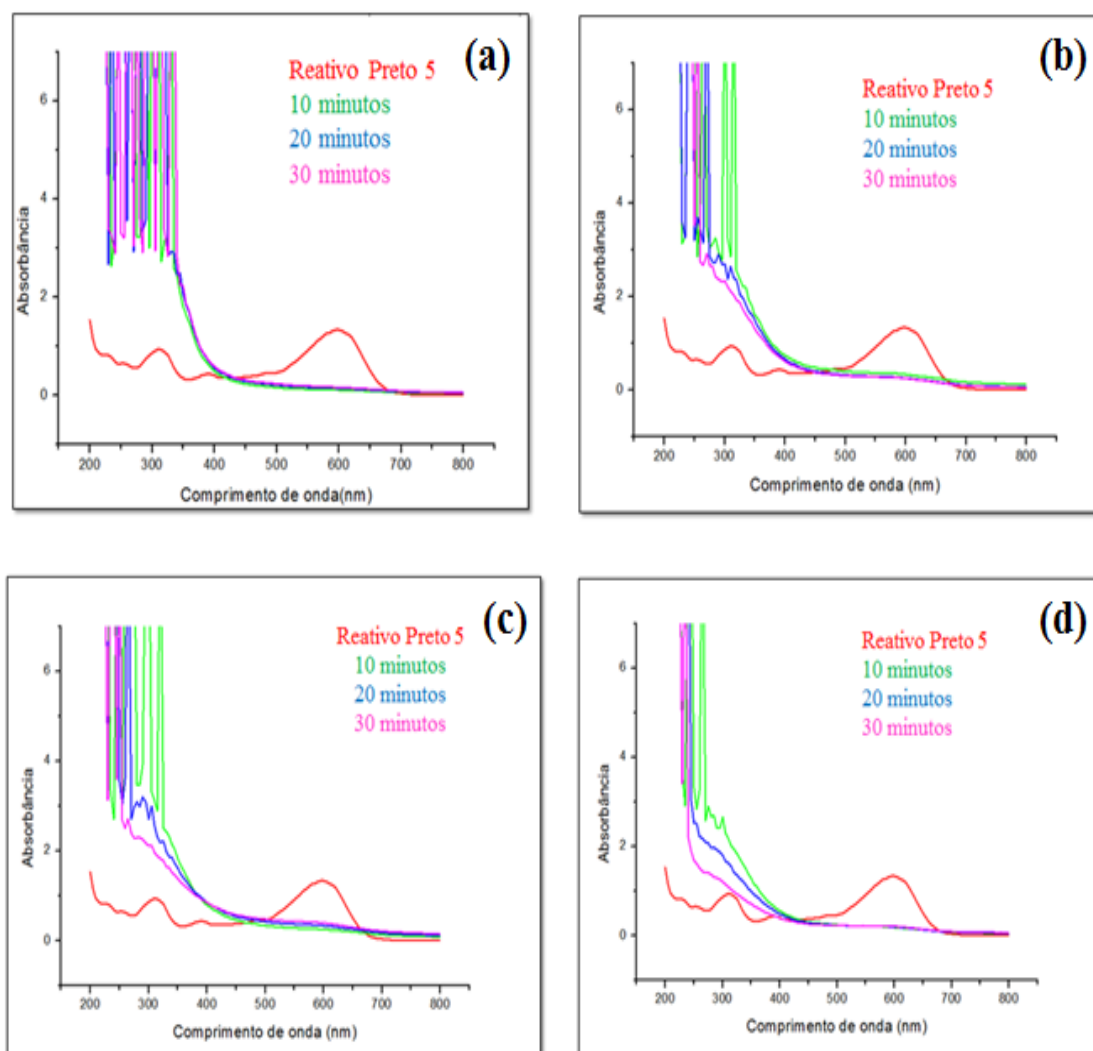 (a)
Reativo Preto 5
10 minutos
20 minutos
30 minutos
Absorbância
6
4
2
0
200 300 400 500 600 700 800
Comprimento de onda(nm)
(b)
Reativo Preto 5
10 minutos
20 minutos
30 minutos
Absorbância
6
4
2
0
200 300 400 500 600 700 800
Comprimento de onda (nm)
(c)
Reativo Preto 5
10 minutos
20 minutos
30 minutos
Absorbância
6
4
2
0
200 300 400 500 600 700 800
Comprimento de onda (nm)
(d)
Reativo Preto 5
10 minutos
20 minutos
30 minutos
Absorbância
6
4
2
0
200 300 400 500 600 700 800
Comprimento de onda (nm)